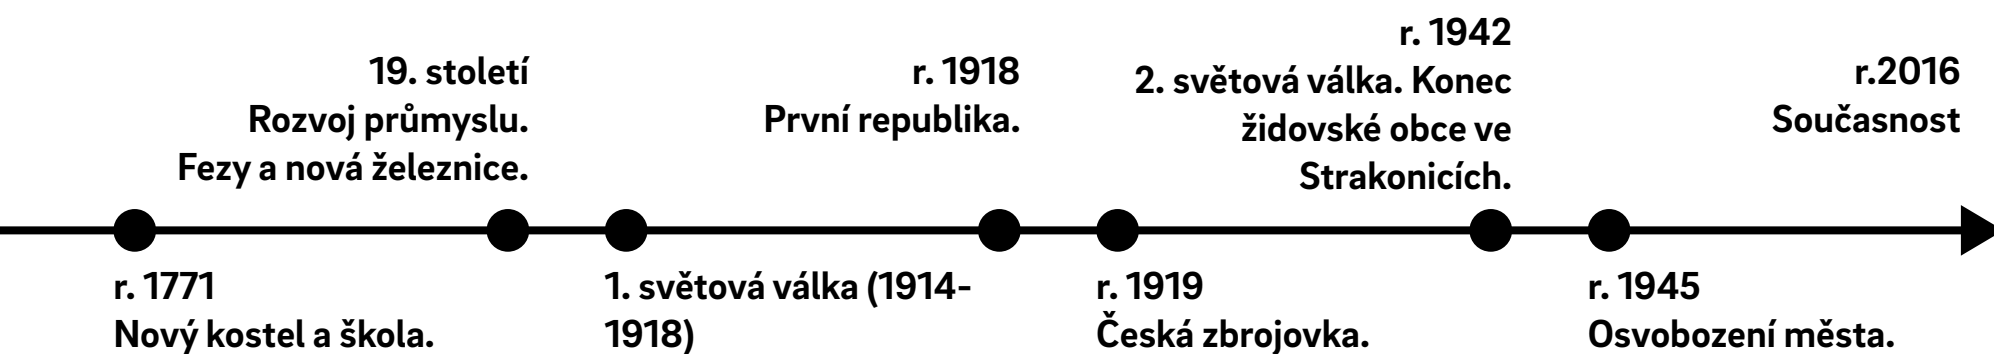 r. 1771
Nový kostel a škola.
19. století
Rozvoj průmyslu.
Fezy a nová železnice.
1. světová válka (1914-
1918)
r. 1918
První republika.
r. 1919
Česká zbrojovka.
r. 1942
2. světová válka. Konec
židovské obce ve
Strakonicích.
r. 1945
Osvobození města.
r.2016
Současnost